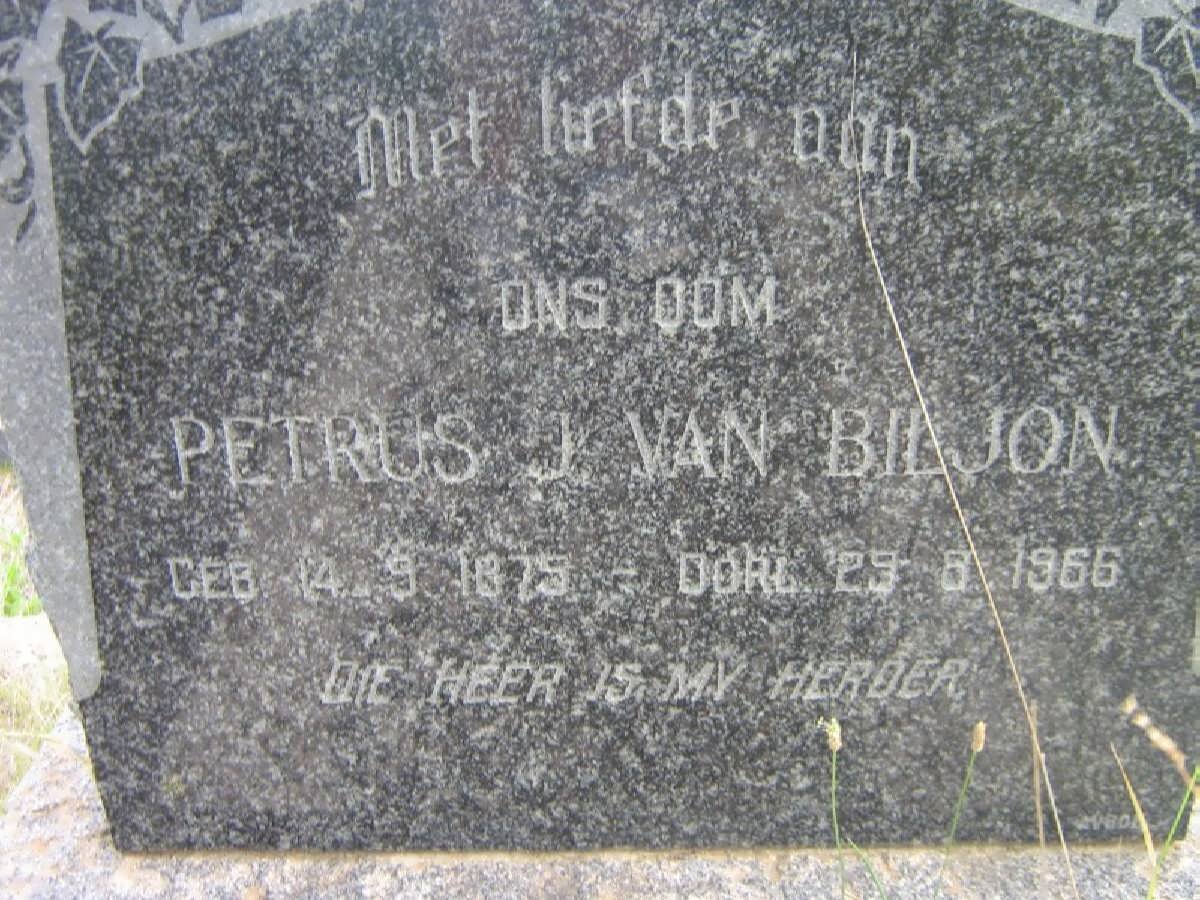 Met liefde aan
ONS OOM
PETRUS J. VAN BILJON
GEB. 14. 9. 1875 - OORL. 29. 8. 1966
DIE HEER IS MY HERDER